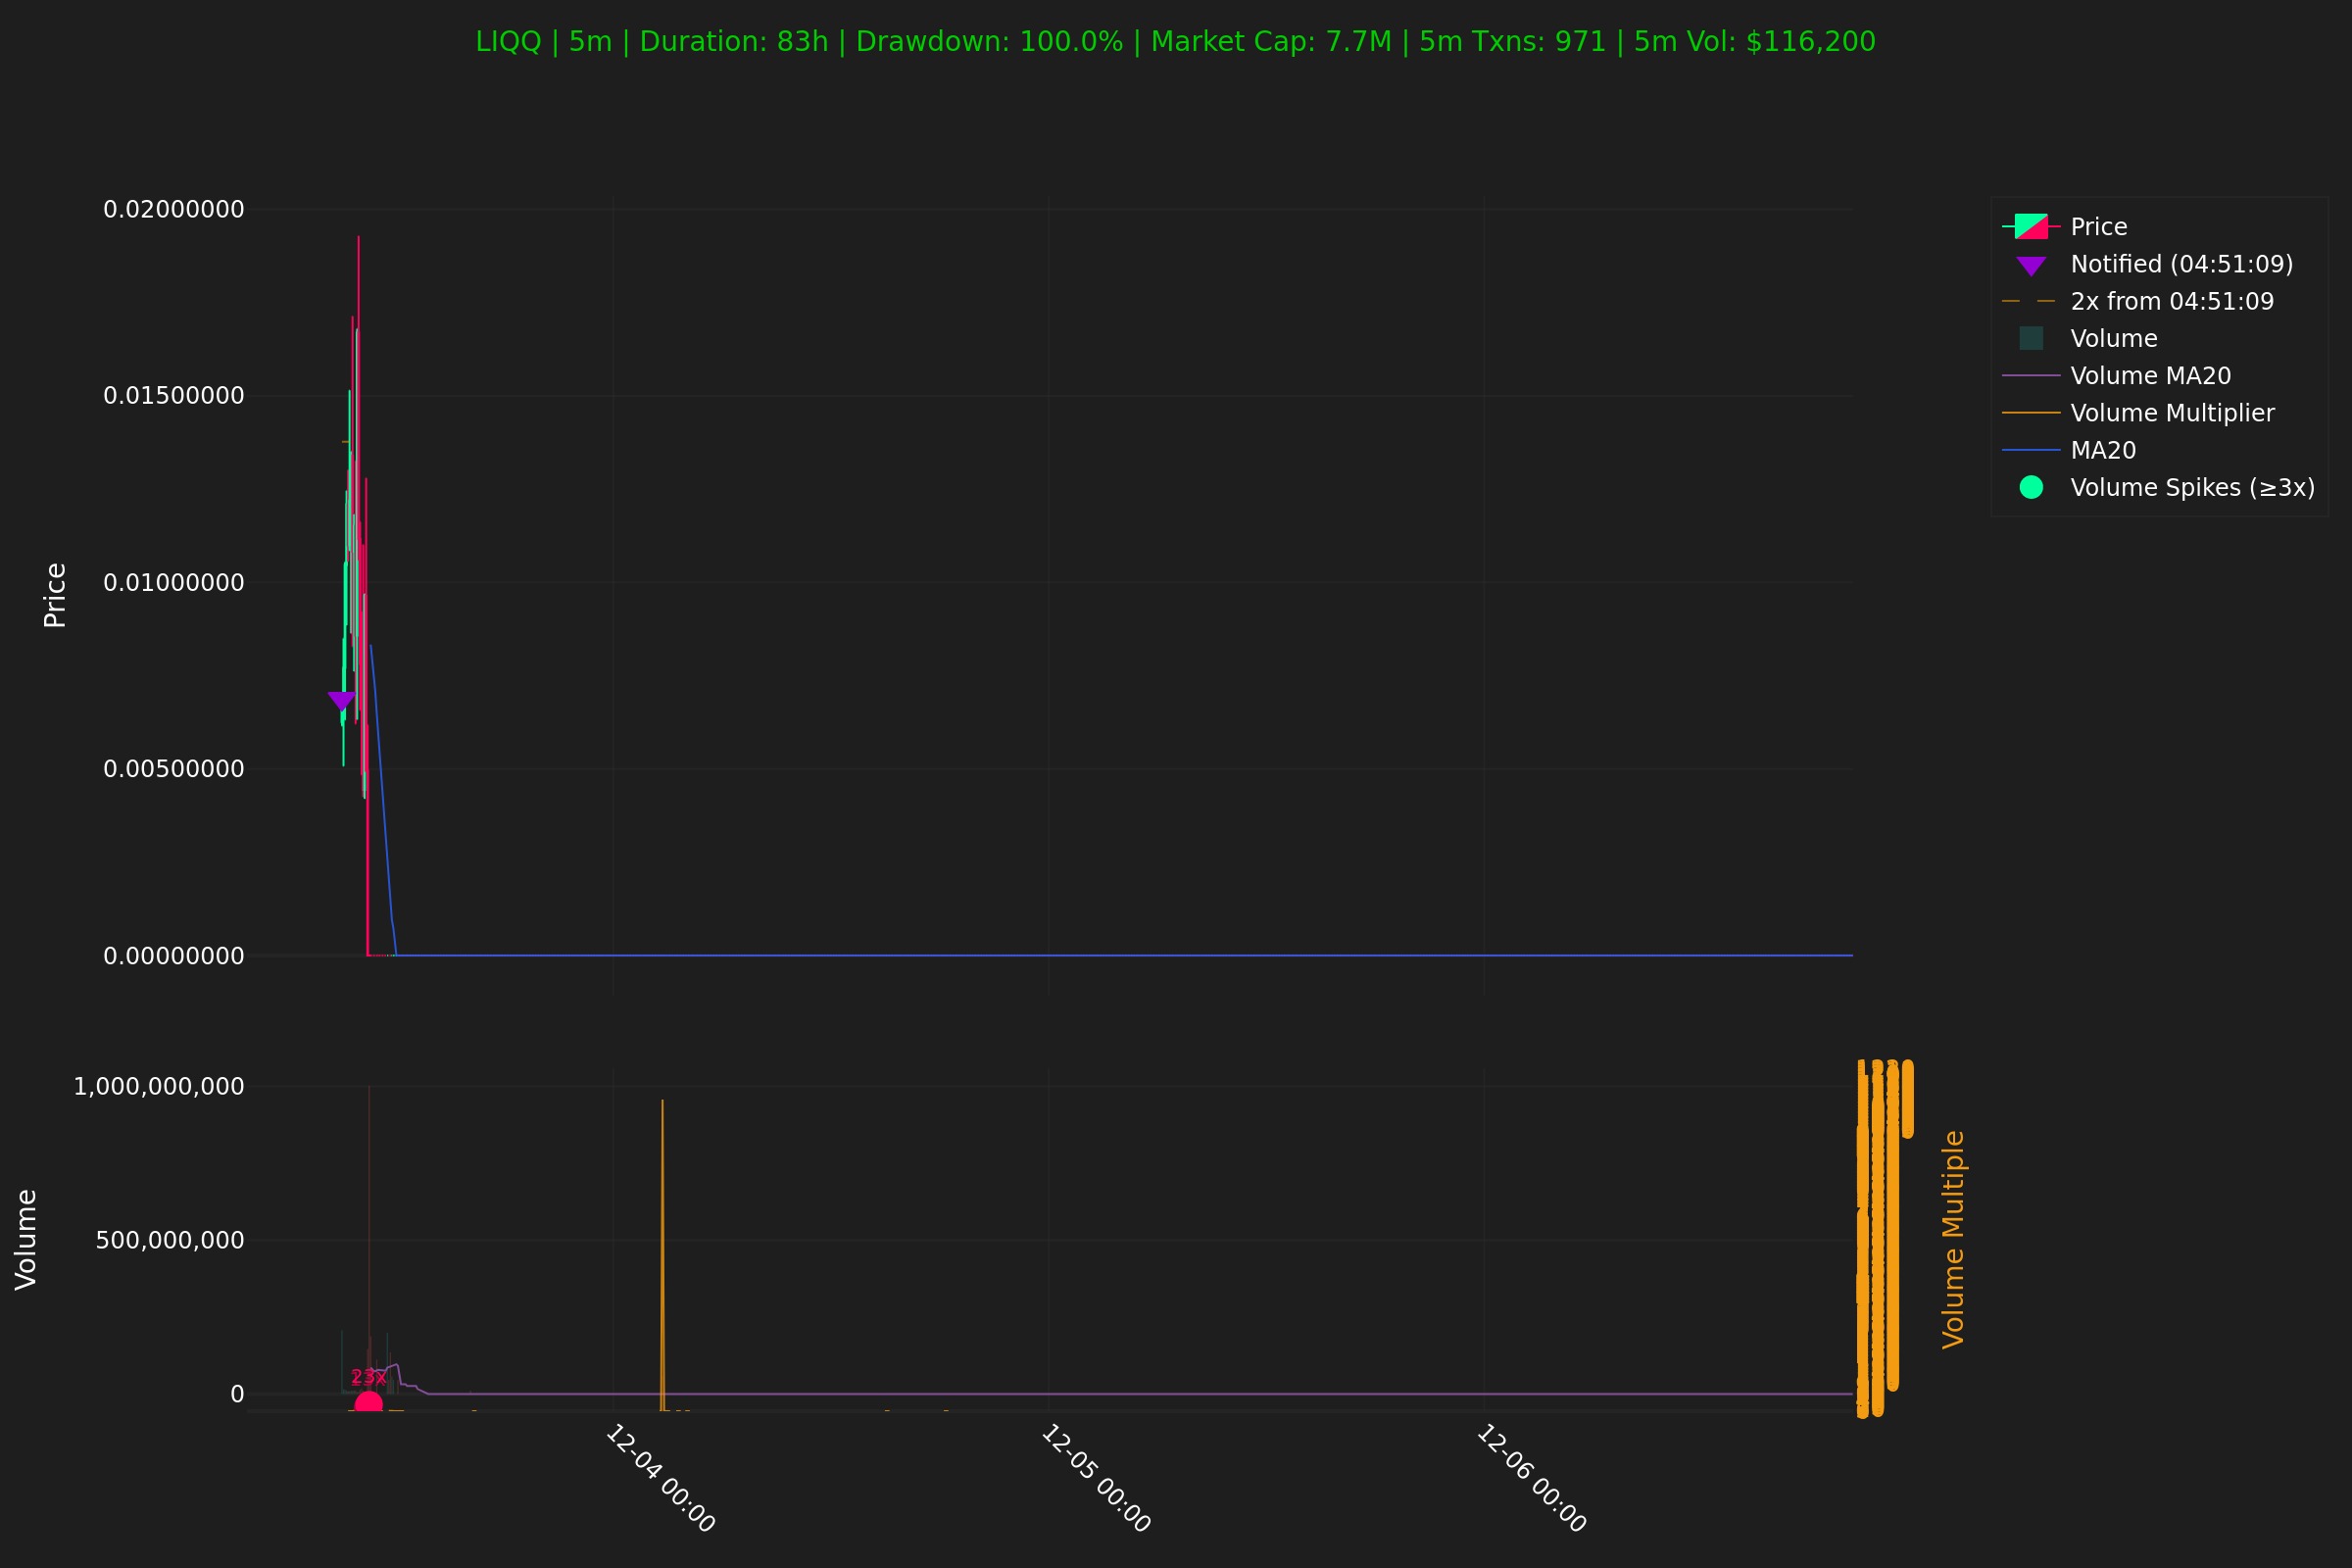 LIQQ | 5m | Duration: 83h | Drawdown: 100.0% | Market Cap: 7.7M | 5m Txns: 971 | 5m Vol: $116,200
0.02000000
0.01500000
0.01000000
0.00500000
0.00000000
Price
Price
Notified (04:51:09)
2x from 04:51:09
Volume
Volume MA20
Volume Multiplier
MA20
Volume Spikes (≥3x)
1,000,000,000
500,000,000
0
Volume
23x
Volume Multiple
12-04 00:00
12-05 00:00
12-06 00:00